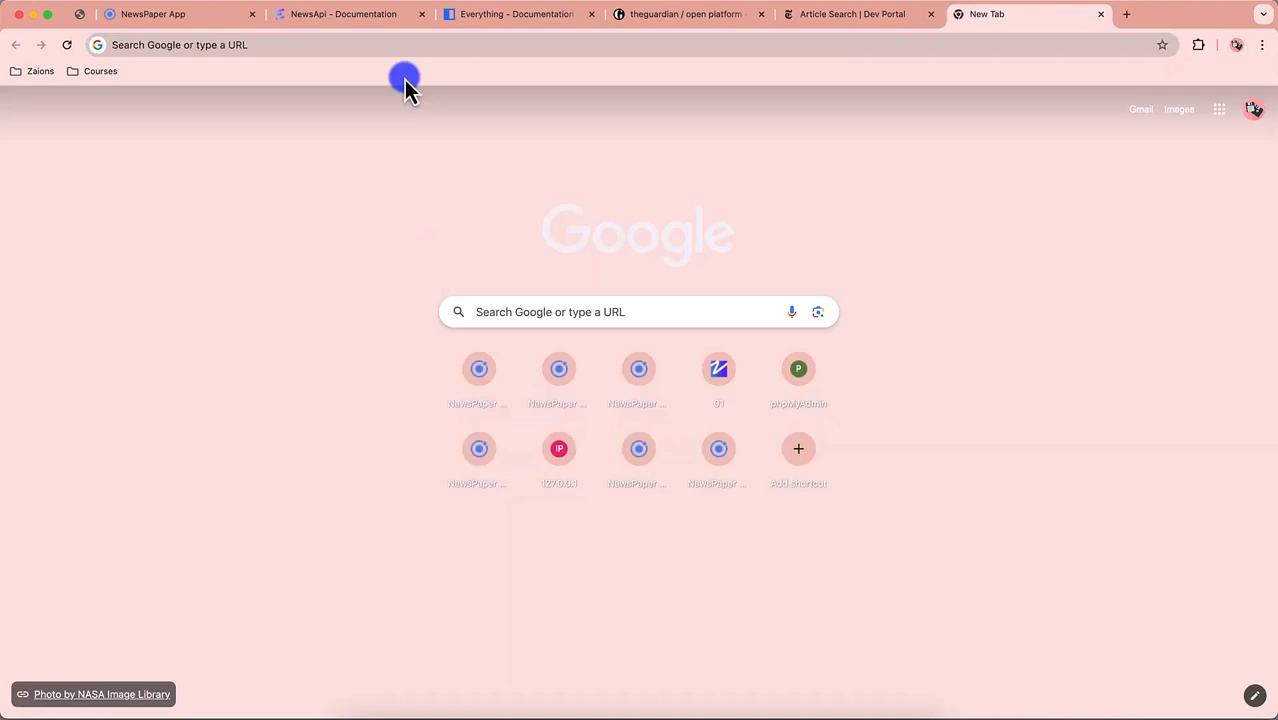 NewsPaper App
NewsApi - Documentation
Everything - Documentation
theguardian / open platform
Article Search | Dev Portal
New Tab
Search Google or type a URL
Zaions
Courses
Gmail
Images
Google
Search Google or type a URL
NewsPaper ...
NewsPaper ...
NewsPaper ...
01
P
phpMyAdmin
NewsPaper ...
IP
127.0.0.1
NewsPaper ...
NewsPaper ...
Add shortcut
Photo by NASA Image Library